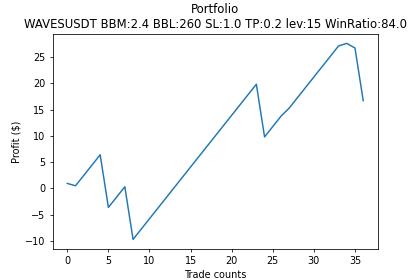 Portfolio
WAVESUSDT BBM:2.4 BBL:260 SL:1.0 TP:0.2 lev:15 WinRatio:84.0
25
20
15
10
5
0
−5
−10
Profit ($)
0 5 10 15 20 25 30 35
Trade counts